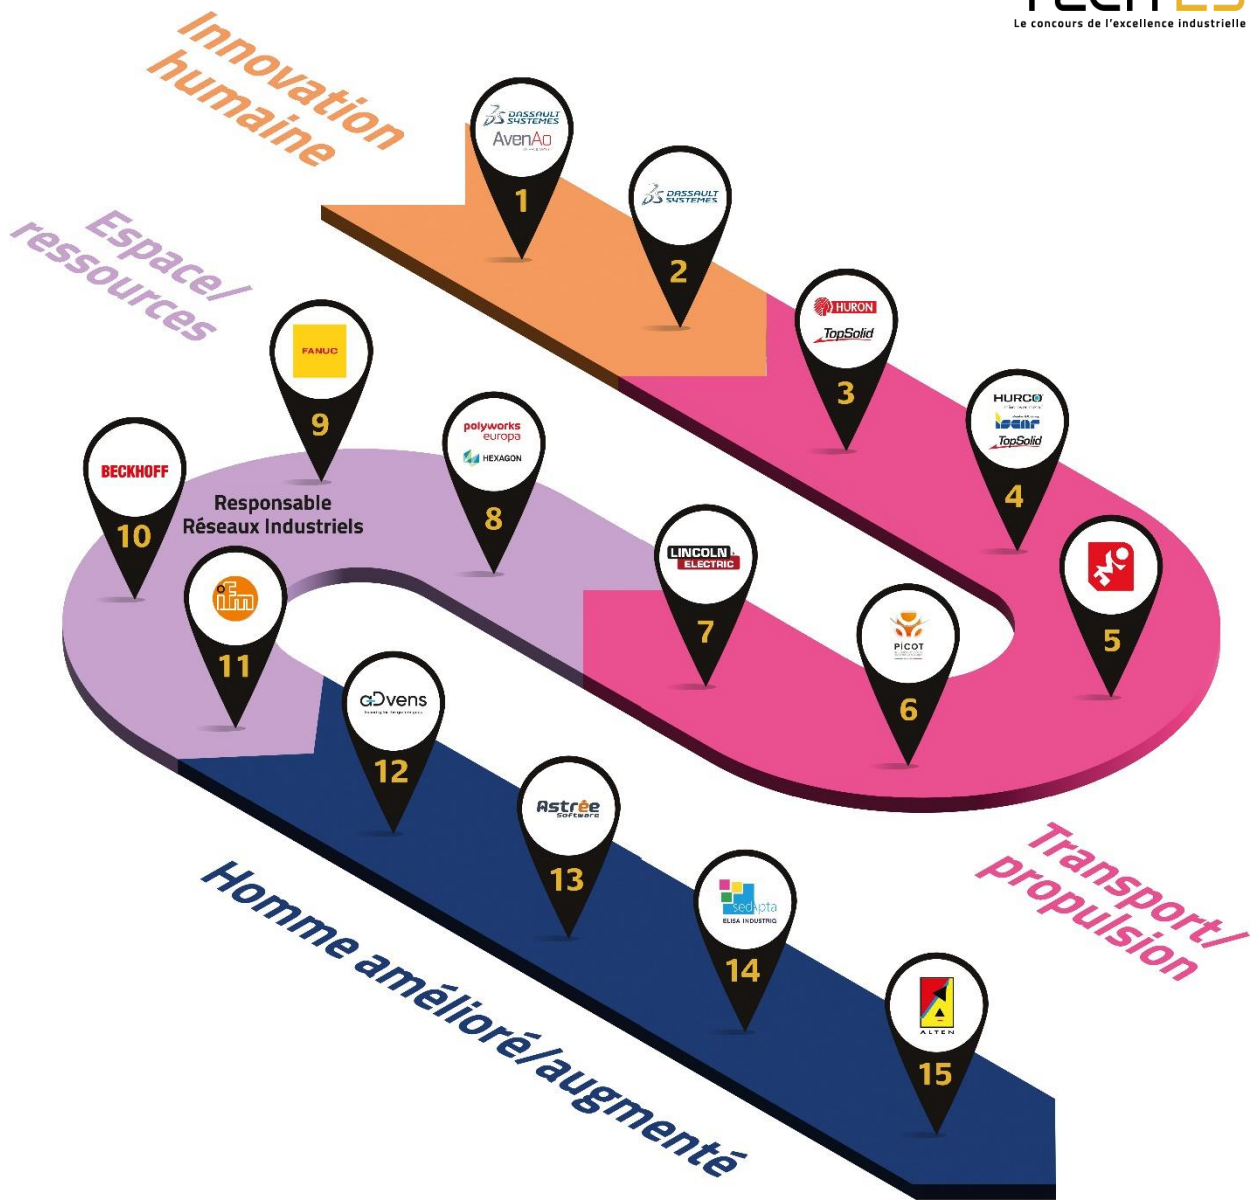 Le concours de l'excellence industrielle
Innovation
humaine
DASSAULT
SYSTEMES
AvenAo
1
DASSAULT
SYSTEMES
2
Espace/
ressources
HURON
TopSolid
3
FANUC
9
HURCO
iscar
TopSolid
4
polyworks
europa
HEXAGON
8
BECKHOFF
10
Responsable
Réseaux Industriels
LINCOLN
ELECTRIC
7
5
ifm
11
PICOT
6
aDvens
12
Astrée
Software
13
Transport/
propulsion
sedApta
ELISA INDUSTRIQ
14
Homme amélioré/augmenté
ALTEN
15